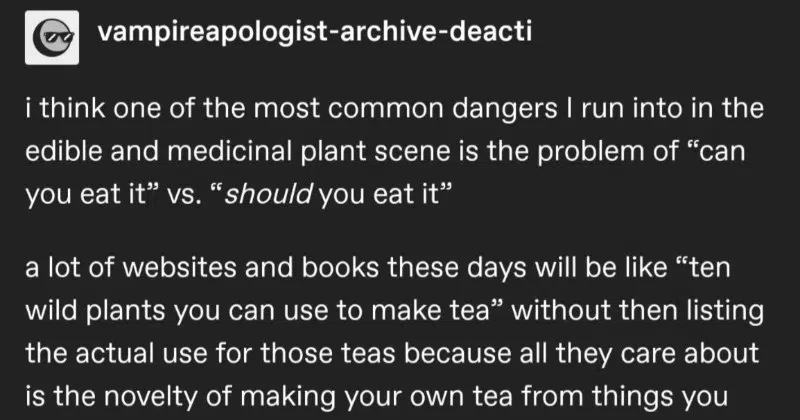 vampireapologist-archive-deacti
i think one of the most common dangers I run into in the
edible and medicinal plant scene is the problem of “can
you eat it” vs. “should you eat it”
a lot of websites and books these days will be like “ten
wild plants you can use to make tea” without then listing
the actual use for those teas because all they care about
is the novelty of making your own tea from things you